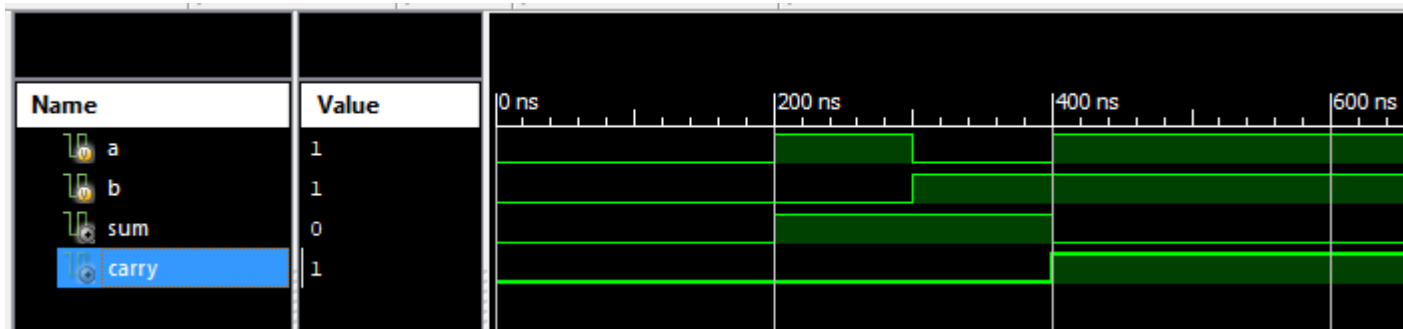 Name Value 0 ns 200 ns 400 ns 600 ns
a 1
b 1
sum 0
carry 1